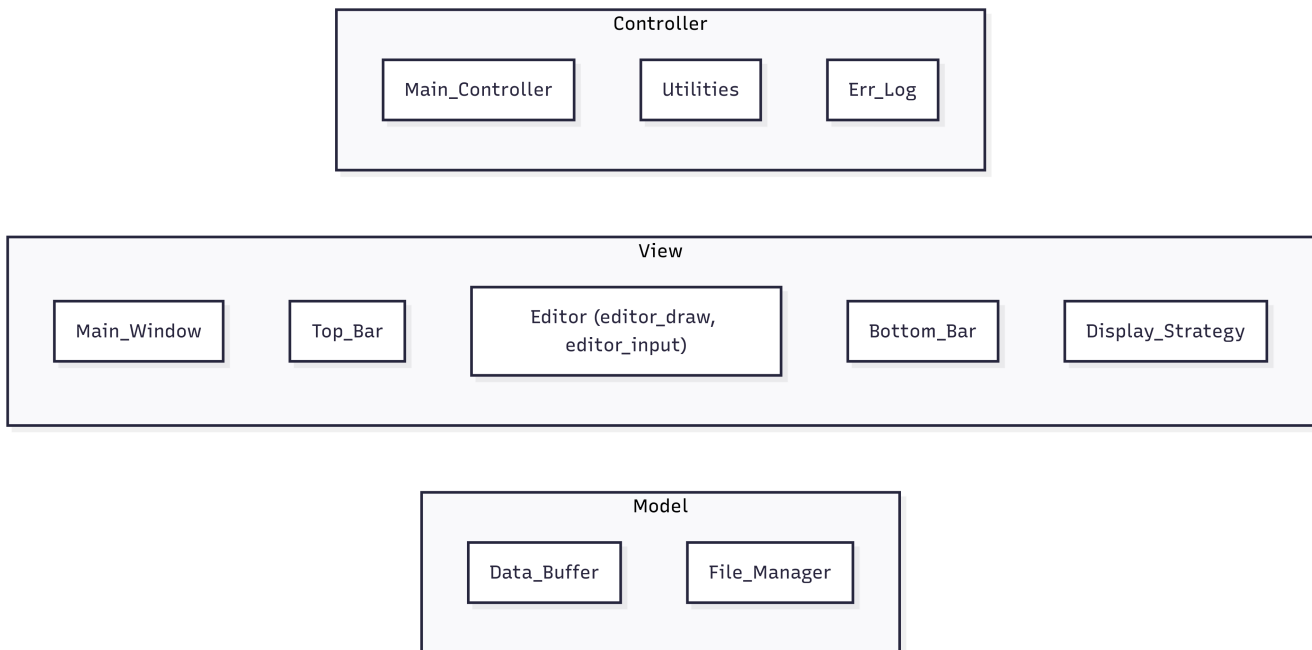 Controller
Main_Controller
Utilities
Err_Log
View
Main_Window
Top_Bar
Editor (editor_draw,
editor_input)
Bottom_Bar
Display_Strategy
Model
Data_Buffer
File_Manager